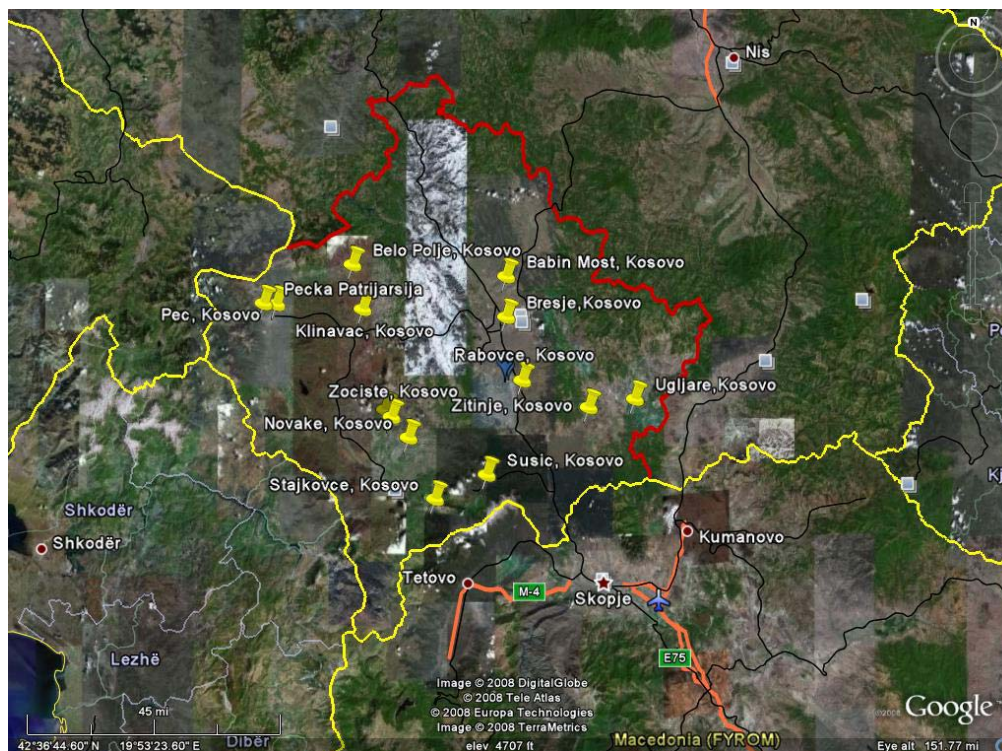 N
Nis
Belo Polje, Kosovo
Babin Most, Kosovo
Pecka Patrijarsija
Pec, Kosovo
Bresje,Kosovo
Klinavac, Kosovo
Rabovce, Kosovo
Zociste, Kosovo
Zitinje, Kosovo
Ugljare,Kosovo
Novake, Kosovo
Susic, Kosovo
Stajkovce, Kosovo
Shkodër
Shkodër
Kumanovo
Tetovo
M-4
Skopje
Lezhë
E75
Image © 2008 DigitalGlobe
© 2008 Tele Atlas
© 2008 Europa Technologies
Image © 2008 TerraMetrics
Google
45 mi
Dibër
42°36'44.60" N 19°53'23.60" E
elev 4707 ft
Macedonia (FYROM)
Eye alt 151.77 mi